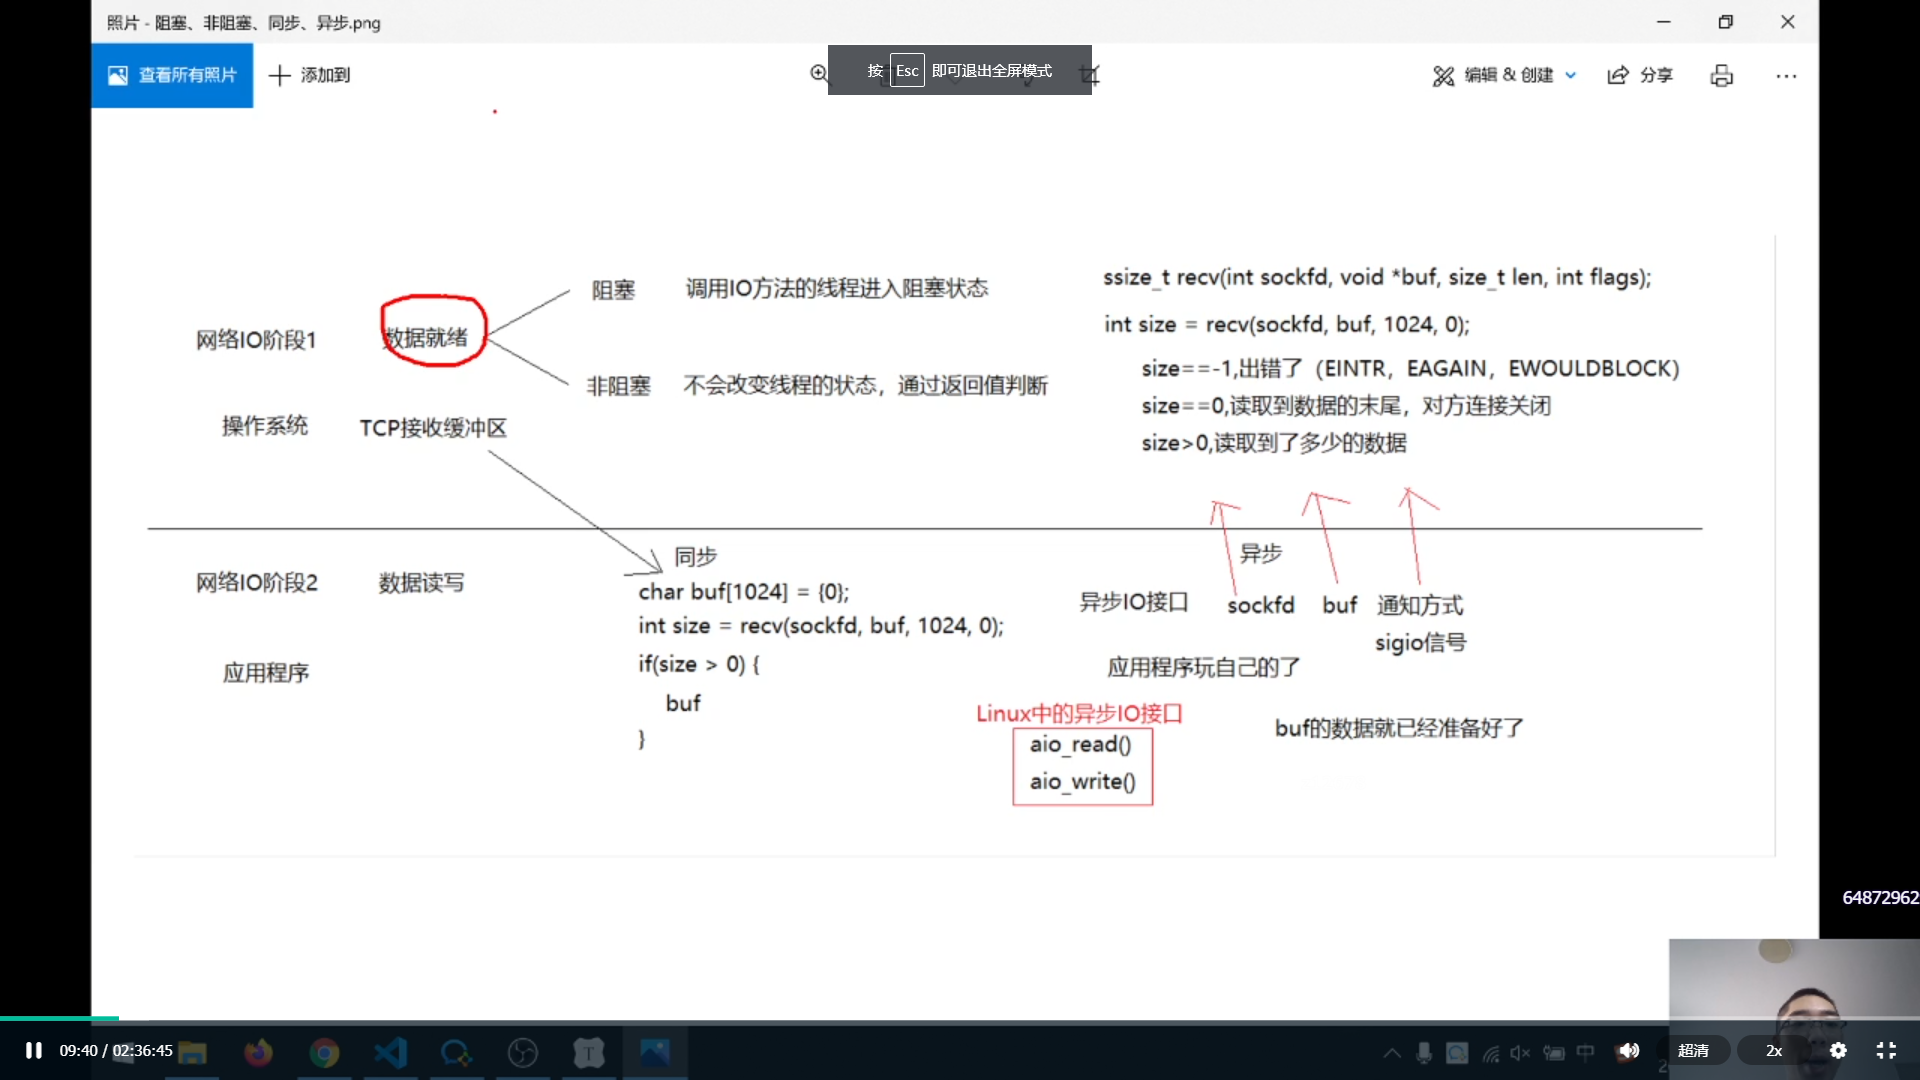 照片 - 阻塞、非阻塞、同步、异步.png
查看所有照片
添加到
按 Esc 即可退出全屏模式
编辑 & 创建
分享
阻塞 调用IO方法的线程进入阻塞状态
网络IO阶段1 数据就绪
非阻塞 不会改变线程的状态，通过返回值判断
操作系统 TCP接收缓冲区
ssize_t recv(int sockfd, void *buf, size_t len, int flags);
int size = recv(sockfd, buf, 1024, 0);
size==-1,出错了（EINTR，EAGAIN，EWOULDBLOCK）
size==0,读取到数据的末尾，对方连接关闭
size>0,读取到了多少的数据
网络IO阶段2 数据读写
应用程序
同步
char buf[1024] = {0};
int size = recv(sockfd, buf, 1024, 0);
if(size > 0) {
buf
}
异步
异步IO接口 sockfd buf 通知方式
sigio信号
应用程序玩自己的了
Linux中的异步IO接口
aio_read()
aio_write()
buf的数据就已经准备好了
64872962
09:40 / 02:36:45
中
超清
2x